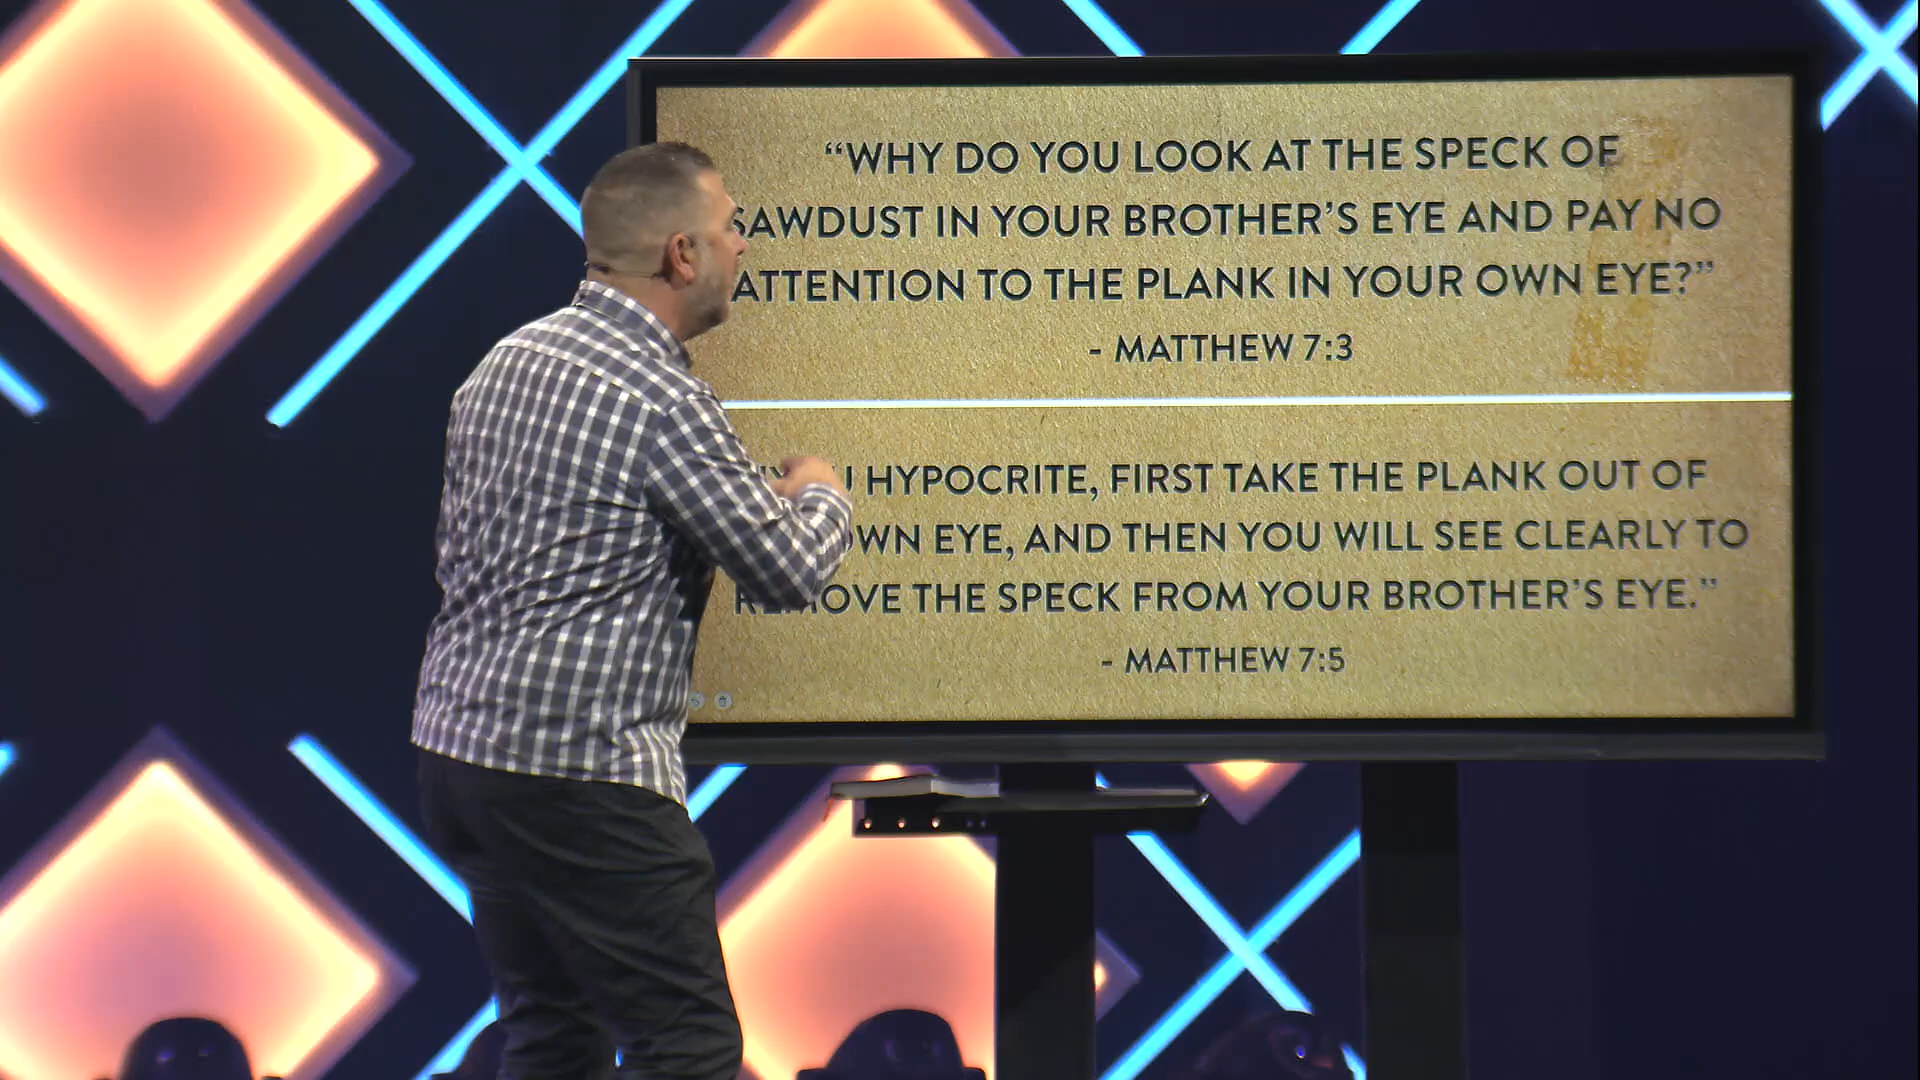 “WHY DO YOU LOOK AT THE SPECK OF
SAWDUST IN YOUR BROTHER’S EYE AND PAY NO
ATTENTION TO THE PLANK IN YOUR OWN EYE?”
- MATTHEW 7:3
HYPOCRITE, FIRST TAKE THE PLANK OUT OF
OWN EYE, AND THEN YOU WILL SEE CLEARLY TO
REMOVE THE SPECK FROM YOUR BROTHER’S EYE.”
- MATTHEW 7:5